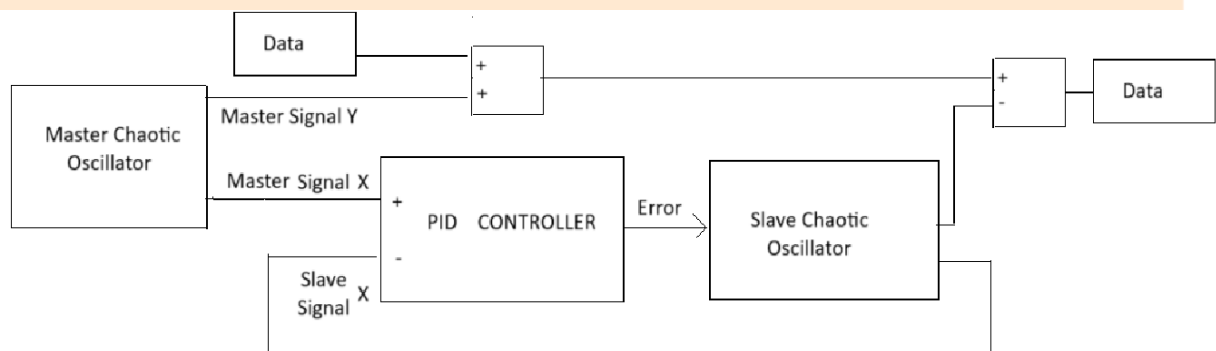 Data
+
+
Master Signal Y
+
-
Data
Master Chaotic
Oscillator
Master Signal X
+
PID CONTROLLER
-
Error
Slave Chaotic
Oscillator
Slave
Signal X